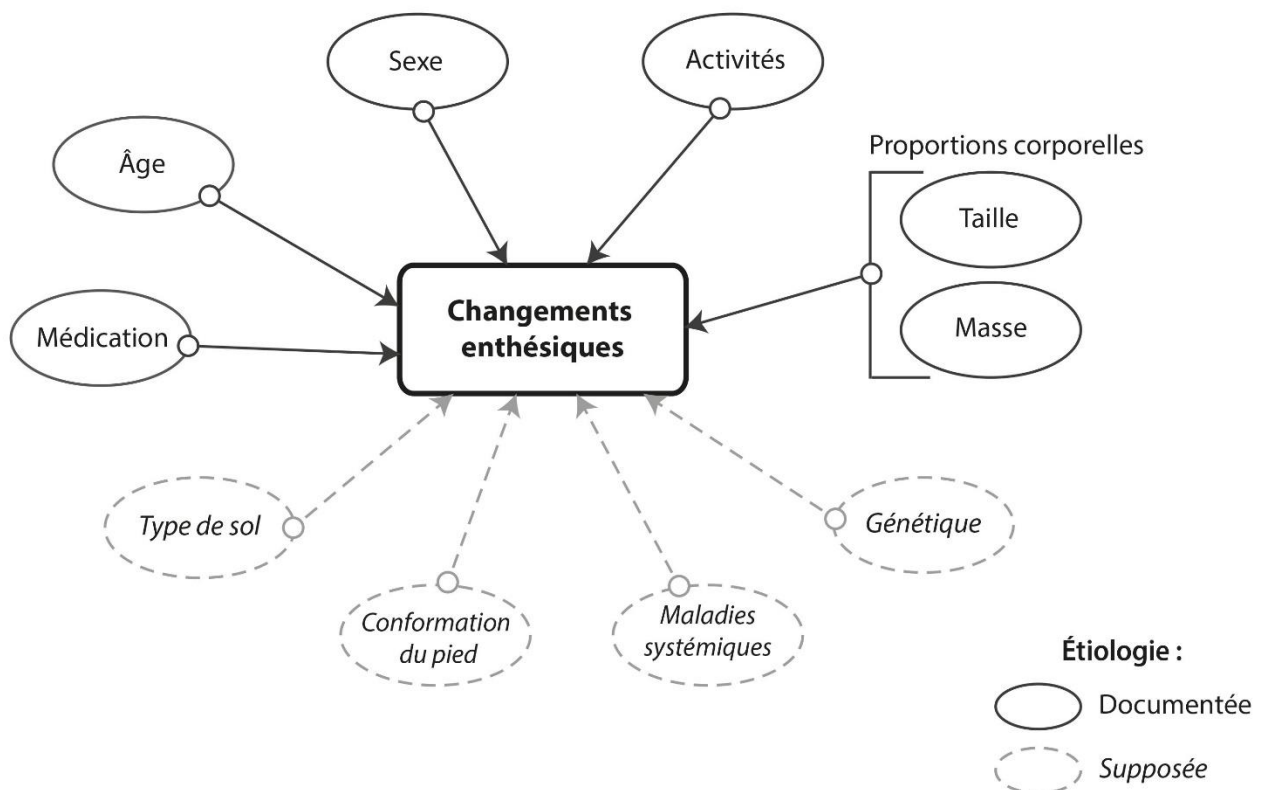 Sexe
Activités
Âge
Proportions corporelles
Taille
Médication
Changements
enthésiques
Masse
Type de sol
Génétique
Conformation
du pied
Maladies
systémiques
Étiologie :
Documentée
Supposée